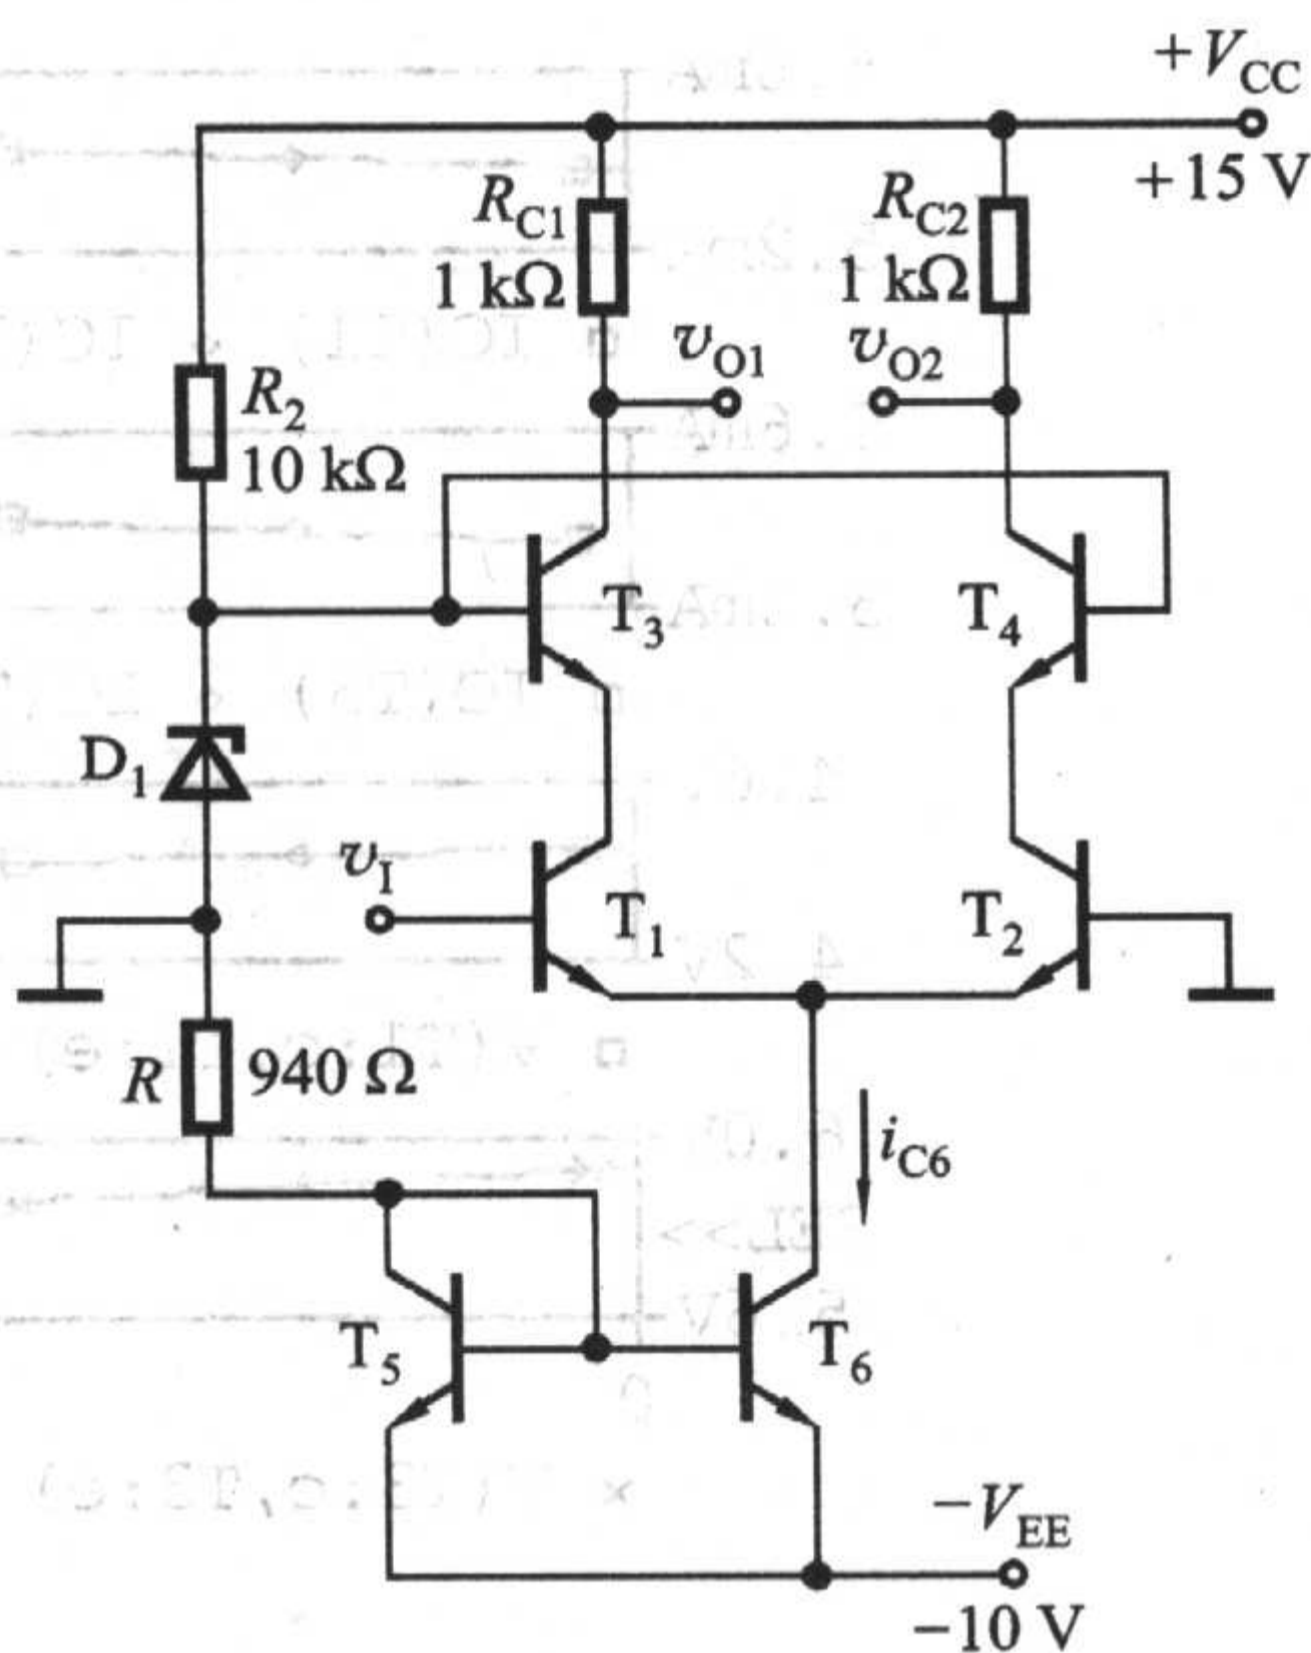 +V_CC
+15 V
R_C1
1 kΩ
R_C2
1 kΩ
v_O1
v_O2
R_2
10 kΩ
T_3
T_4
D_1
v_I
T_1
T_2
R
940 Ω
i_C6
T_5
T_6
−V_EE
−10 V